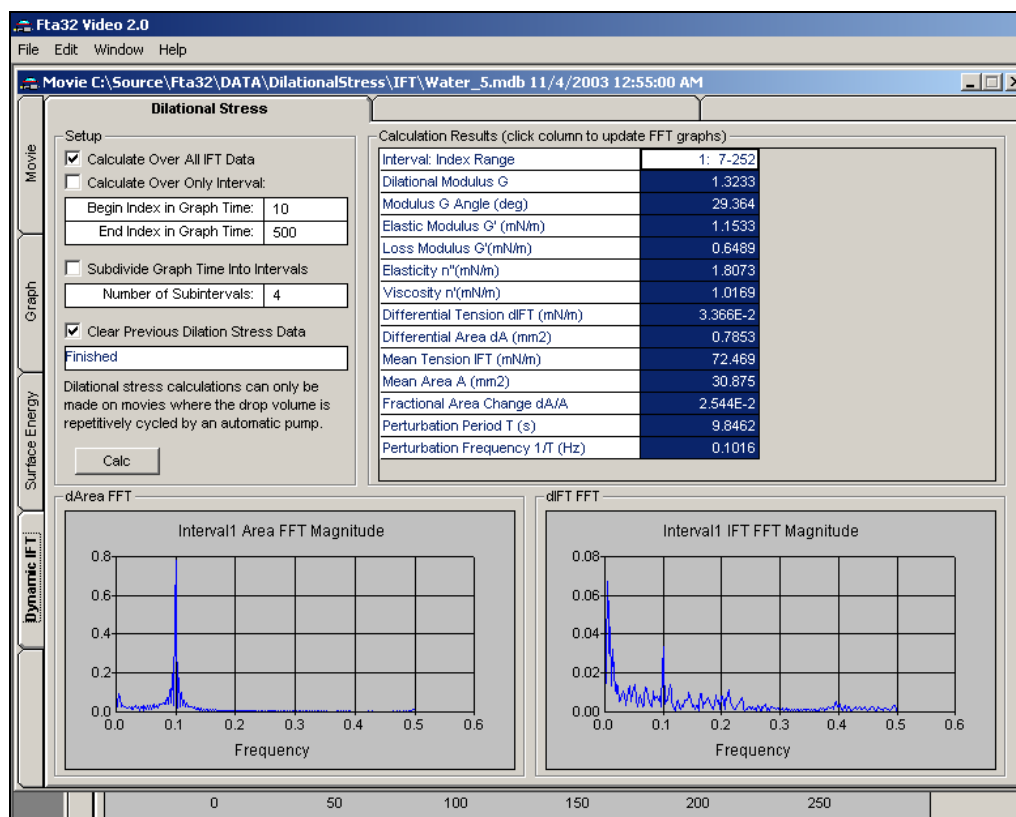 Fta32 Video 2.0
File Edit Window Help
Movie C:\Source\Fta32\DATA\DilationalStress\IFT\Water_5.mdb 11/4/2003 12:55:00 AM
Movie
Graph
Surface Energy
Dynamic IFT
Dilational Stress
Setup
Calculate Over All IFT Data
Calculate Over Only Interval:
Begin Index in Graph Time: 10
End Index in Graph Time: 500
Subdivide Graph Time Into Intervals
Number of Subintervals: 4
Clear Previous Dilation Stress Data
Finished
Dilational stress calculations can only be
made on movies where the drop volume is
repetitively cycled by an automatic pump.
Calc
Calculation Results (click column to update FFT graphs)
Interval: Index Range 1: 7-252
Dilational Modulus G 1.3233
Modulus G Angle (deg) 29.364
Elastic Modulus G' (mN/m) 1.1533
Loss Modulus G'(mN/m) 0.6489
Elasticity n"(mN/m) 1.8073
Viscosity n'(mN/m) 1.0169
Differential Tension dIFT (mN/m) 3.366E-2
Differential Area dA (mm2) 0.7853
Mean Tension IFT (mN/m) 72.469
Mean Area A (mm2) 30.875
Fractional Area Change dA/A 2.544E-2
Perturbation Period T (s) 9.8462
Perturbation Frequency 1/T (Hz) 0.1016
dArea FFT
Interval1 Area FFT Magnitude
0.8
0.6
0.4
0.2
0.0
0.0 0.1 0.2 0.3 0.4 0.5 0.6
Frequency
dIFT FFT
Interval1 IFT FFT Magnitude
0.08
0.06
0.04
0.02
0.00
0.0 0.1 0.2 0.3 0.4 0.5 0.6
Frequency
0 50 100 150 200 250